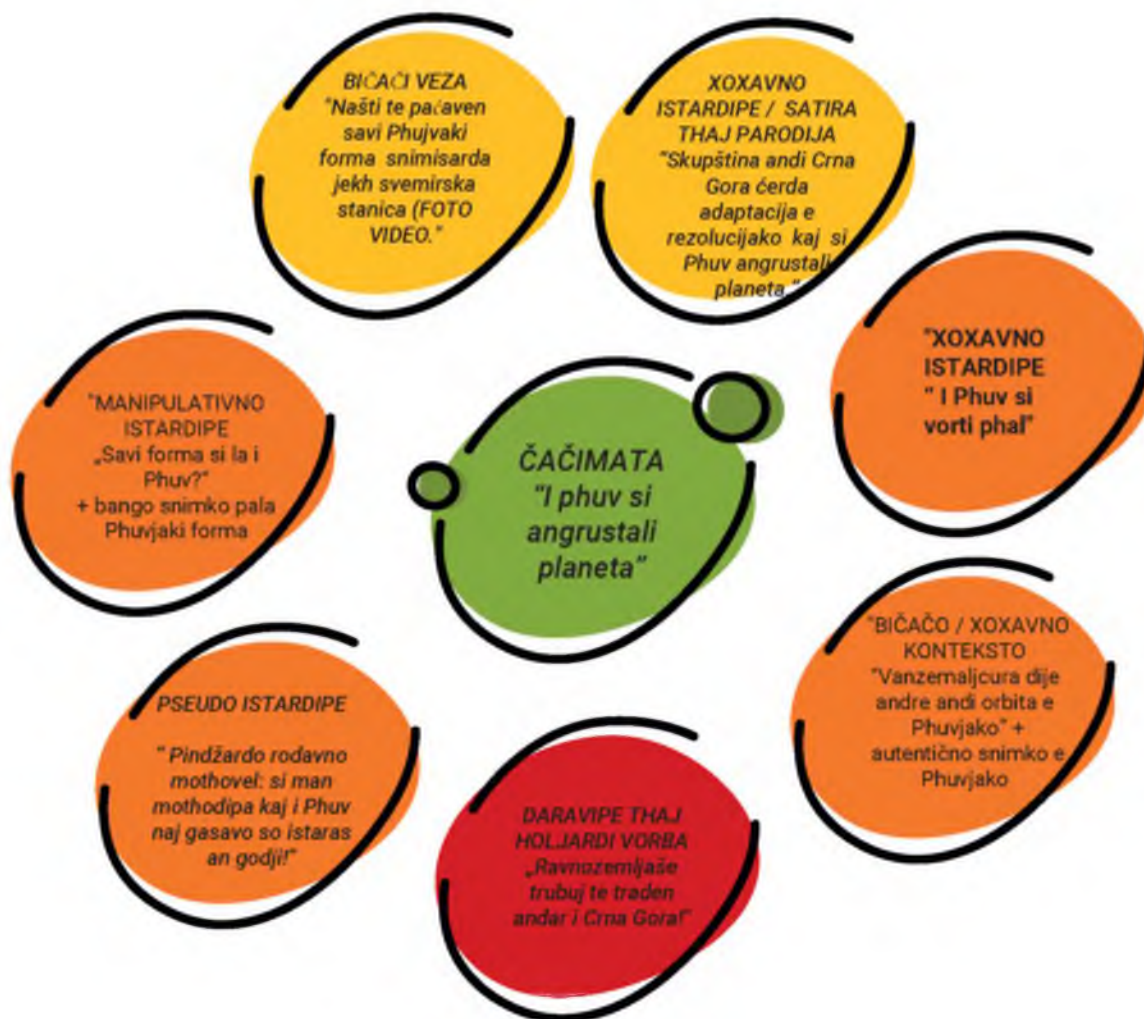 BIČAČI VEZA
"Našti te paćaven
savi Phujvaki
forma snimisarda
jekh svemirska
stanica (FOTO
VIDEO."
XOXAVNO
ISTARDIPE / SATIRA
THAJ PARODIJA
"Skupština andi Crna
Gora ćerda
adaptacija e
rezolucijako kaj si
Phuv angrustali
planeta."
"XOXAVNO
ISTARDIPE
" I Phuv si
vorti phal"
"MANIPULATIVNO
ISTARDIPE
„Savi forma si la i
Phuv?"
+ bango snimko pala
Phuvjaki forma
ČAČIMATA
"I phuv si
angrustali
planeta"
"BIČAČO / XOXAVNO
KONTEKSTO
"Vanzemaljcura dije
andre andi orbita e
Phuvjako" +
autentično snimko e
Phuvjako
PSEUDO ISTARDIPE
" Pindžardo rodavno
mothovel: si man
mothodipa kaj i Phuv
naj gasavo so istaras
an godji!"
DARAVIPE THAJ
HOLJARDI VORBA
„Ravnozemljaše
trubuj te traden
andar i Crna Gora!"